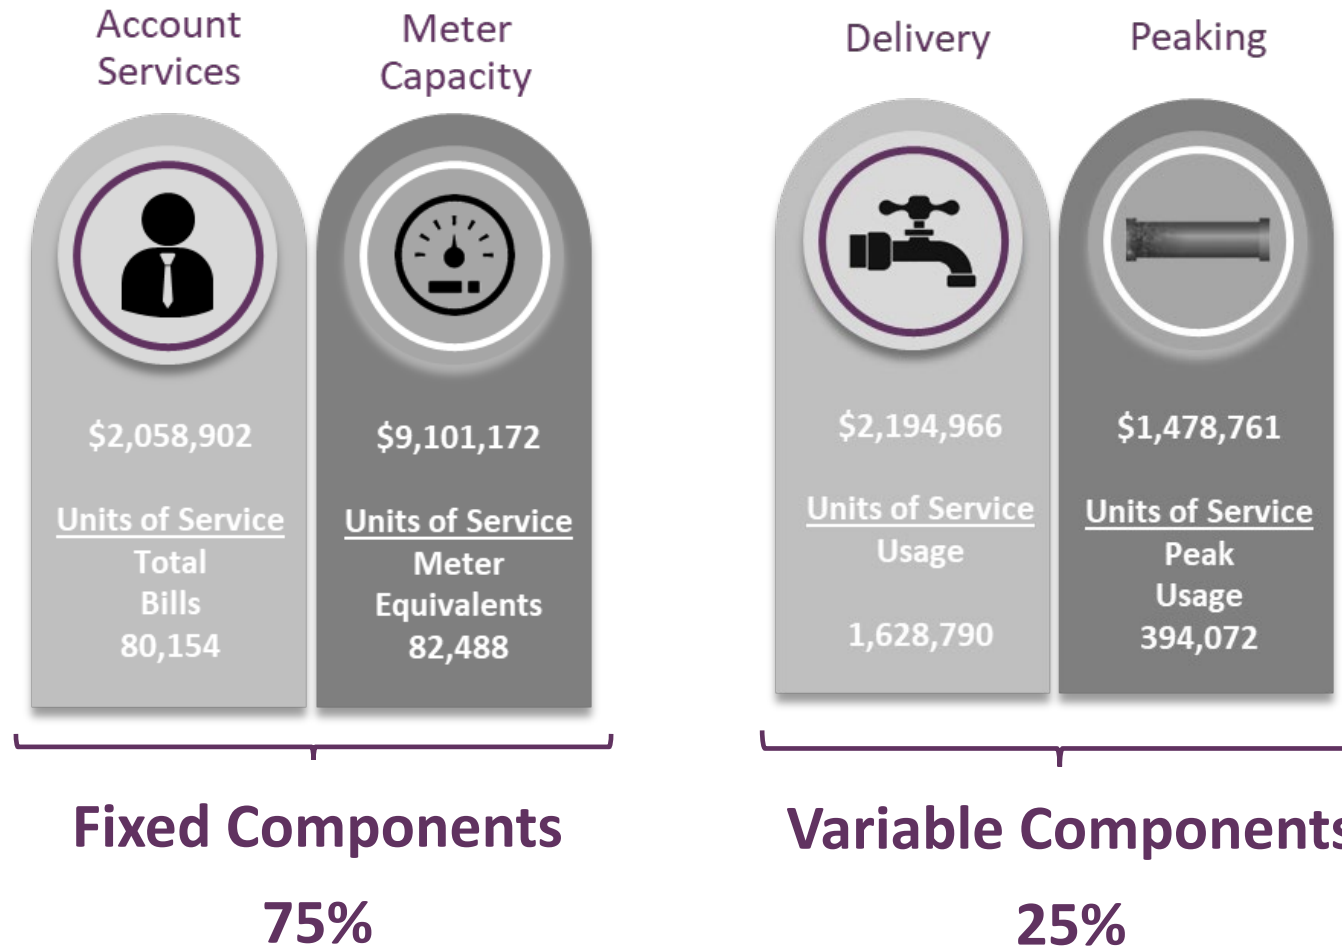 Account
Services
$2,058,902
Units of Service
Total
Bills
80,154
Meter
Capacity
$9,101,172
Units of Service
Meter
Equivalents
82,488
Fixed Components
75%
Delivery
$2,194,966
Units of Service
Usage
1,628,790
Peaking
$1,478,761
Units of Service
Peak
Usage
394,072
Variable Components
25%